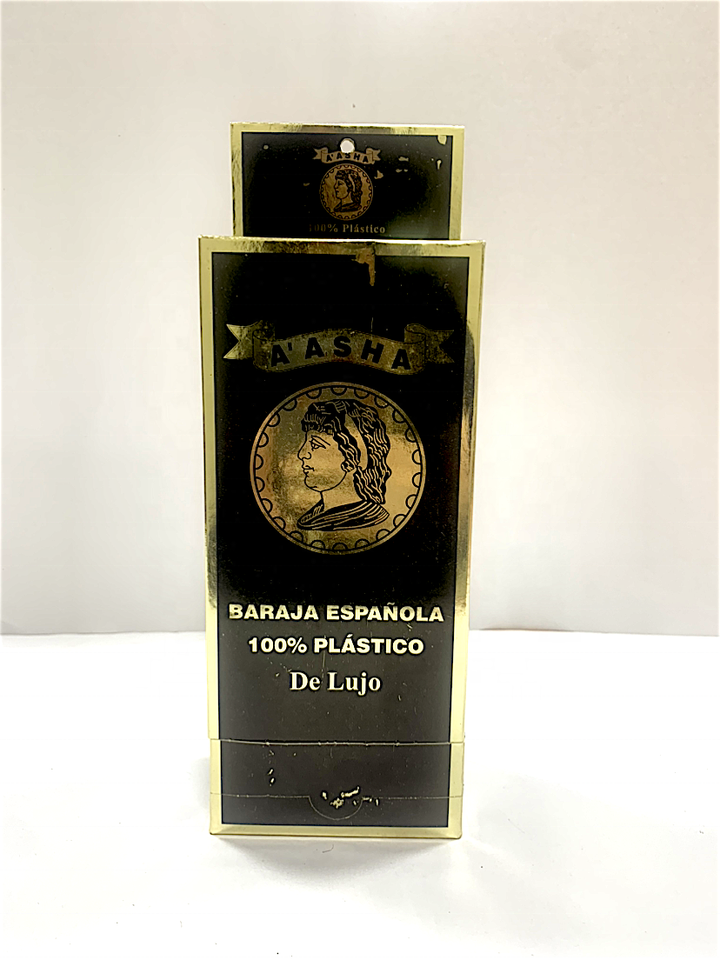 A'ASHA
100% Plástico
A'ASHA
BARAJA ESPAÑOLA
100% PLÁSTICO
De Lujo